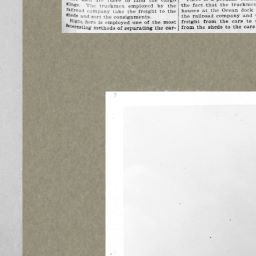 slings. The truckmen employed by the
railroad company take the freight to the
sheds and sort the consignments.
Right here is employed one of the most
interesting methods of separating the car-
the fact that the truckmen
houses at the Ocean dock
the railroad company and
freight from the cars to
from the sheds to the cars